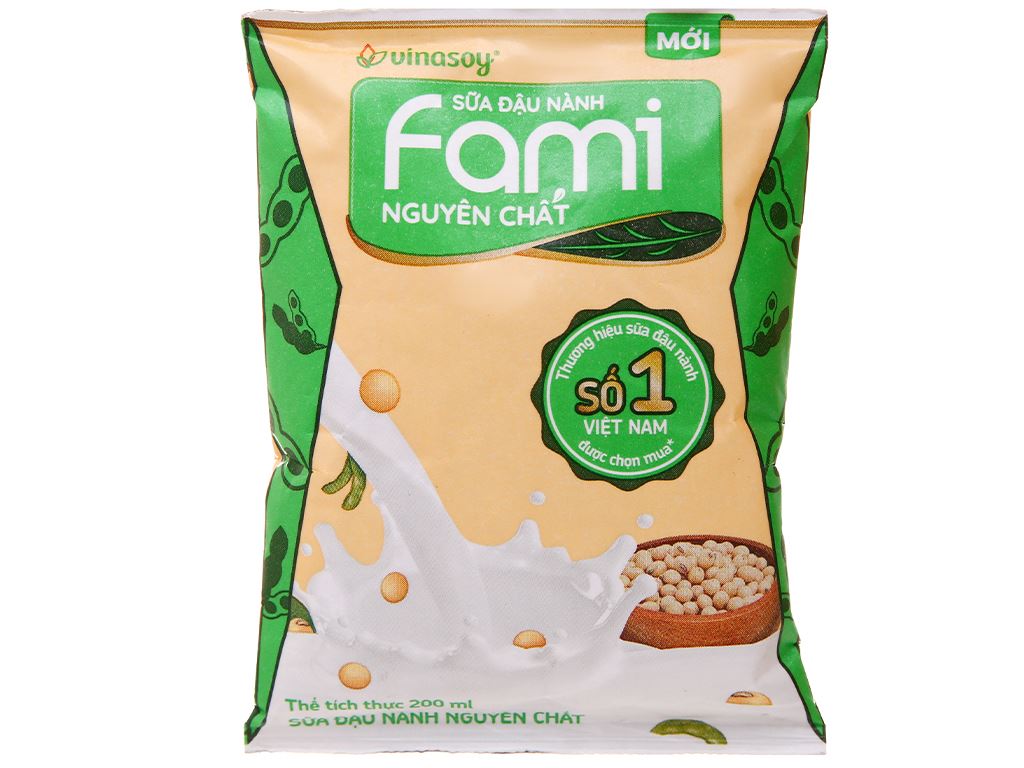 MỚI
vinasoy®
SỮA ĐẬU NÀNH
Fami
NGUYÊN CHẤT
Thương hiệu sữa đậu nành
SỐ 1
VIỆT NAM
được chọn mua*
Thể tích thực 200 ml
SỮA ĐẬU NÀNH NGUYÊN CHẤT